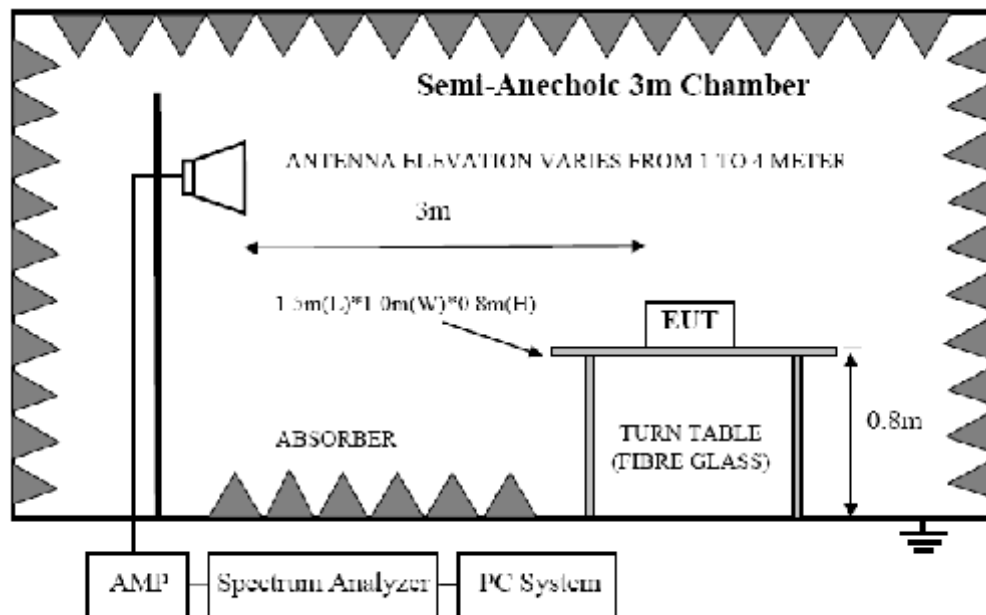 Semi-Anechoic 3m Chamber
ANTENNA ELEVATION VARIES FROM 1 TO 4 METER
3m
1.5m(L)*1.0m(W)*0.8m(H)
EUT
0.8m
ABSORBER
TURN TABLE
(FIBRE GLASS)
AMP
Spectrum Analyzer
PC System